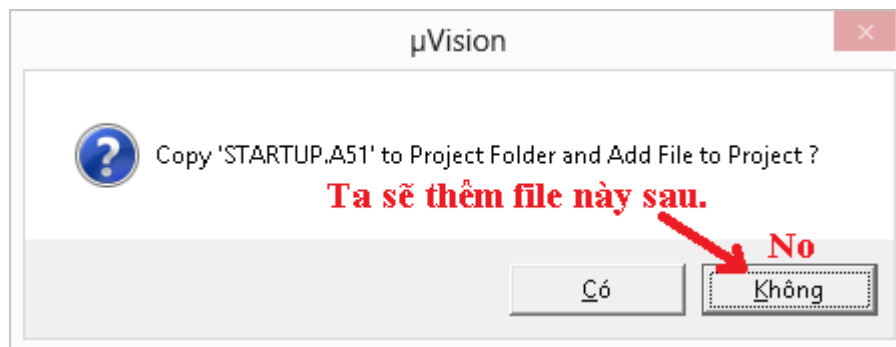 µVision
Copy 'STARTUP.A51' to Project Folder and Add File to Project ?
Ta sẽ thêm file này sau.
No
Có
Không